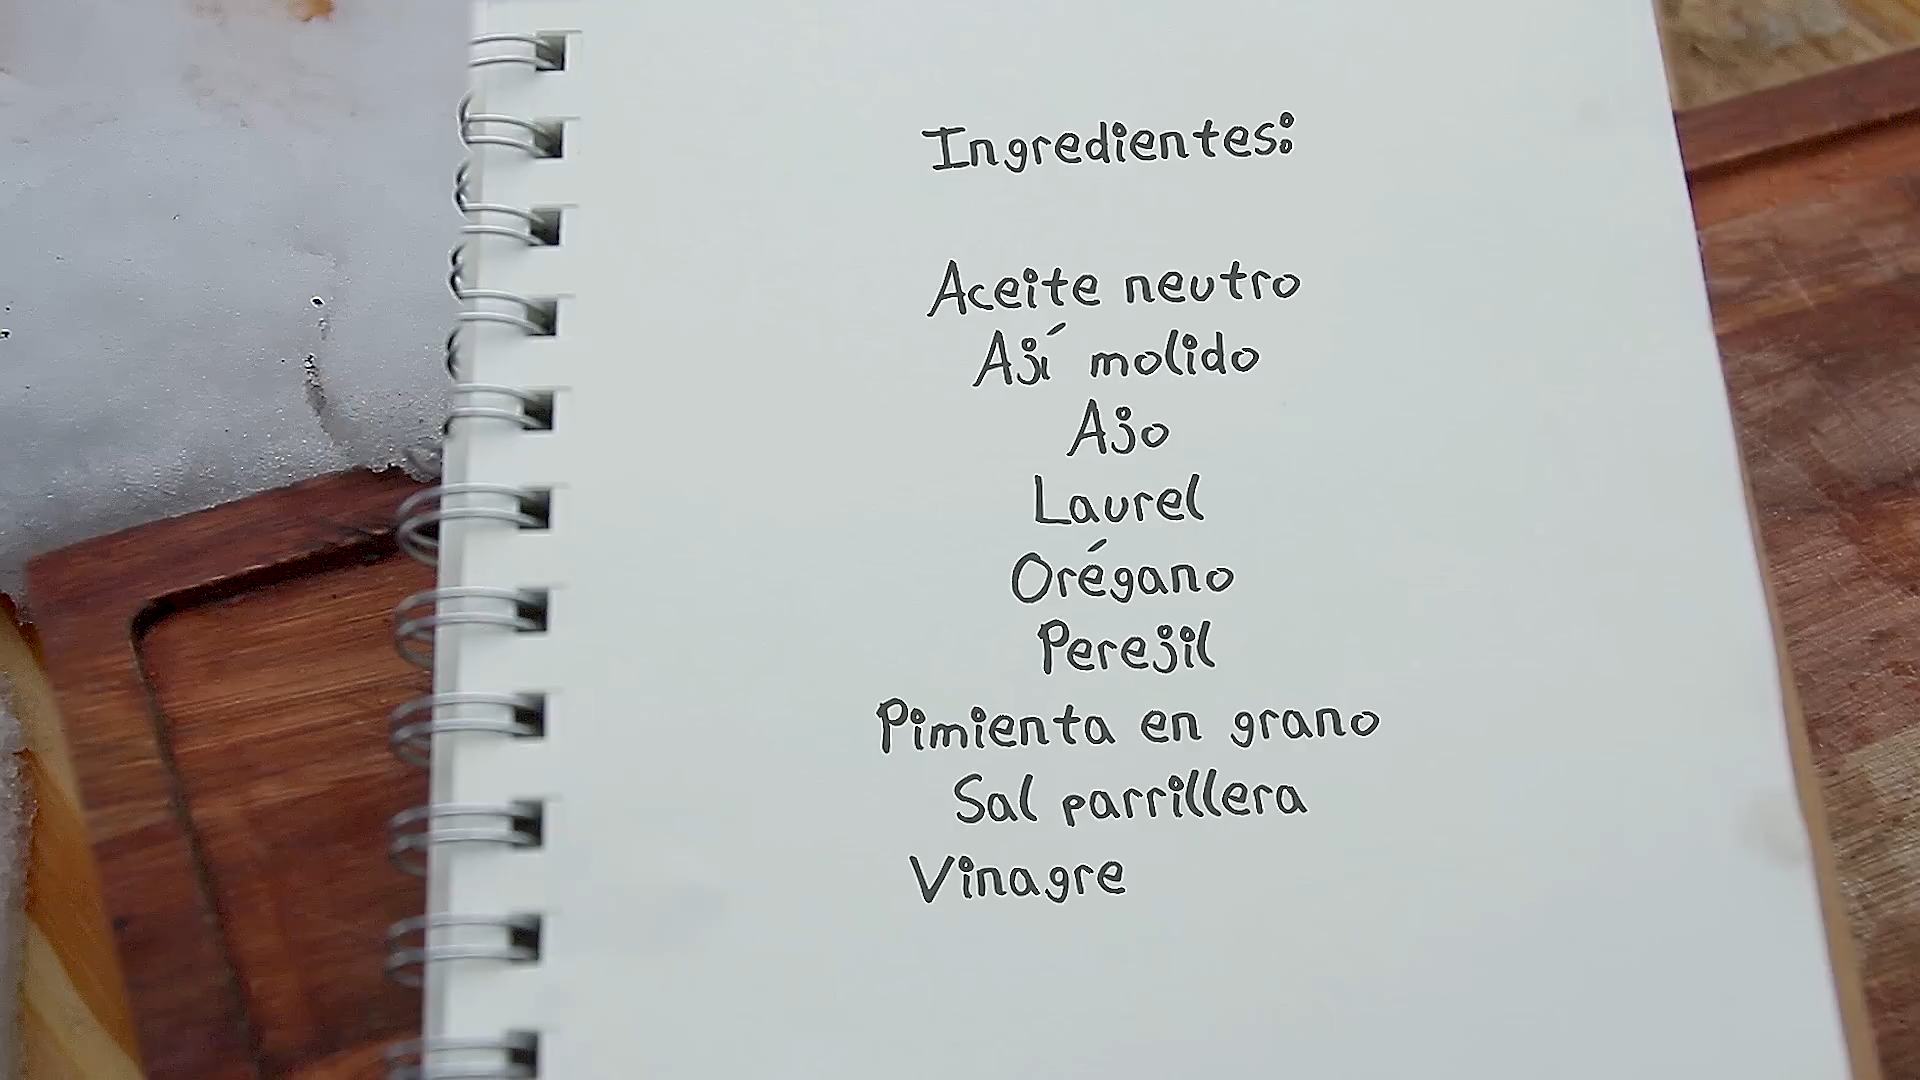 Ingredientes:
Aceite neutro
Ají molido
Ajo
Laurel
Orégano
Perejil
Pimienta en grano
Sal parrillera
Vinagre